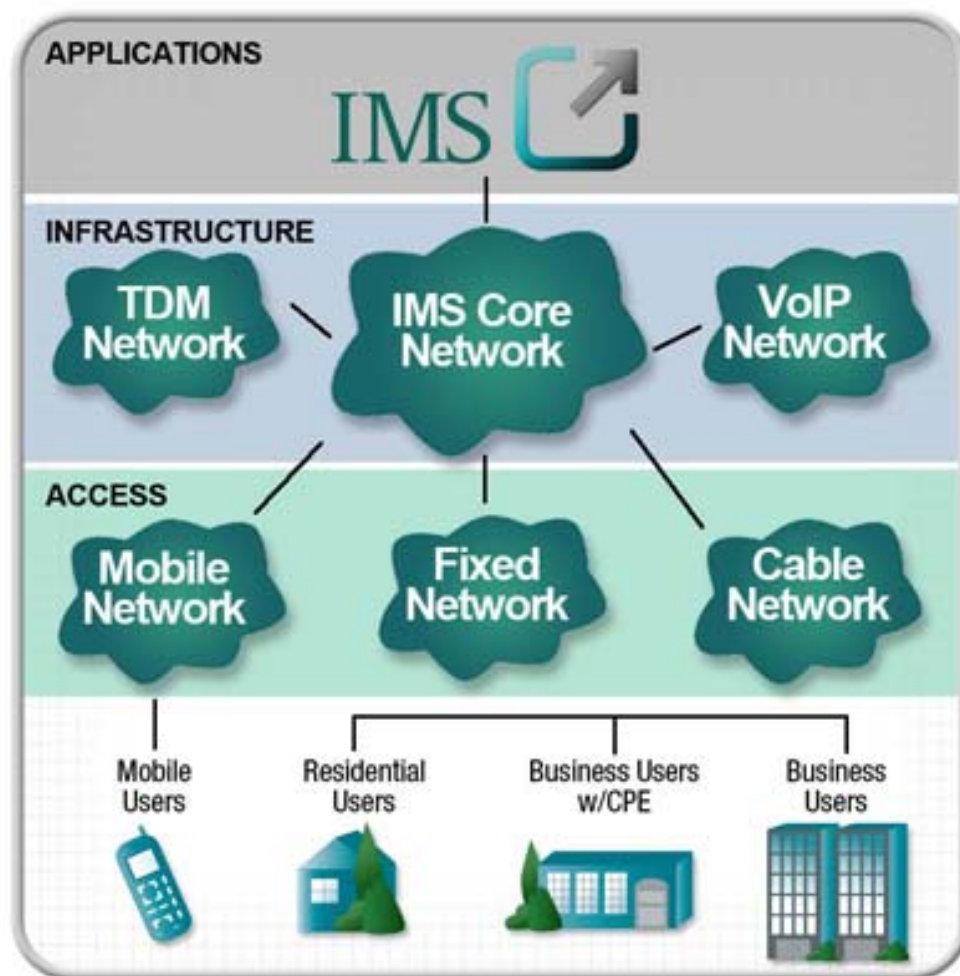 APPLICATIONS
IMS
INFRASTRUCTURE
TDM
Network
IMS Core
Network
VoIP
Network
ACCESS
Mobile
Network
Fixed
Network
Cable
Network
Mobile
Users
Residential
Users
Business Users
w/CPE
Business
Users